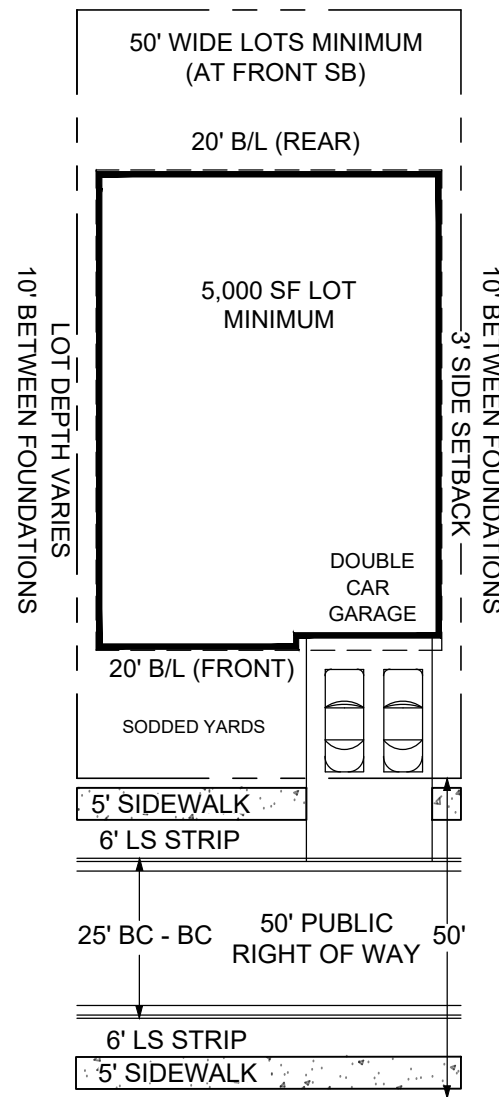 50' WIDE LOTS MINIMUM
(AT FRONT SB)
20' B/L (REAR)
5,000 SF LOT
MINIMUM
10' BETWEEN FOUNDATIONS
LOT DEPTH VARIES
3' SIDE SETBACK
10' BETWEEN FOUNDATIONS
DOUBLE
CAR
GARAGE
20' B/L (FRONT)
SODDED YARDS
5' SIDEWALK
6' LS STRIP
25' BC - BC
50' PUBLIC
RIGHT OF WAY
50'
6' LS STRIP
5' SIDEWALK